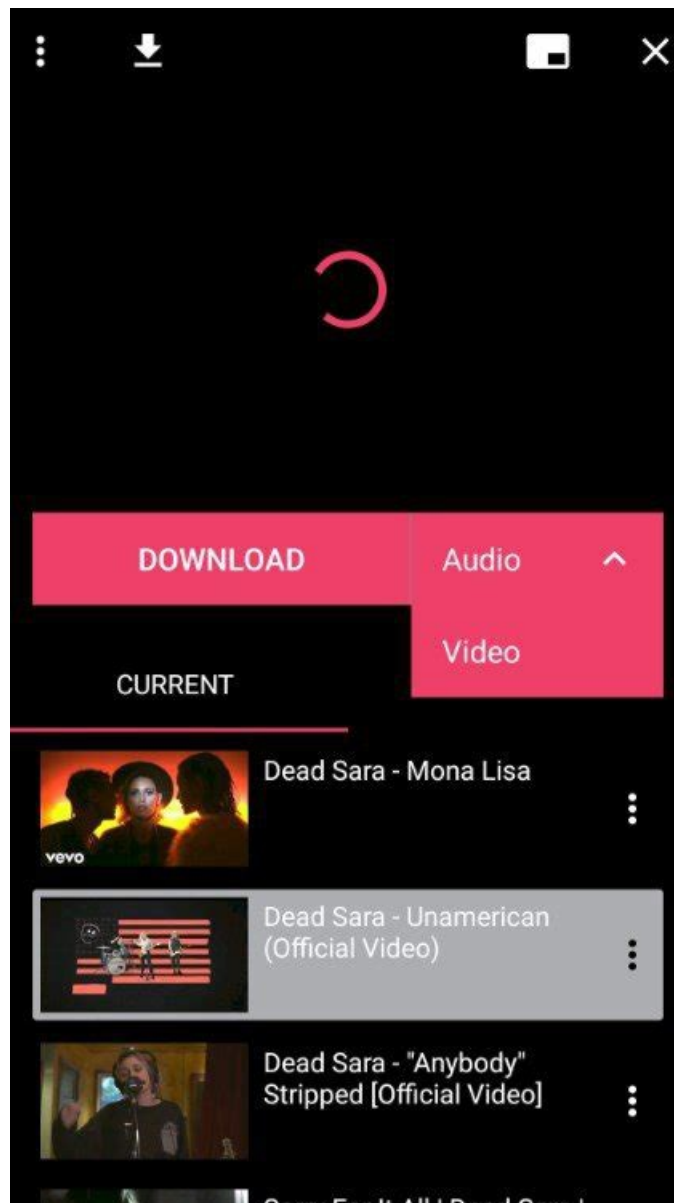 DOWNLOAD
Audio
Video
CURRENT
Dead Sara - Mona Lisa
vevo
Dead Sara - Unamerican
(Official Video)
Dead Sara - "Anybody"
Stripped [Official Video]